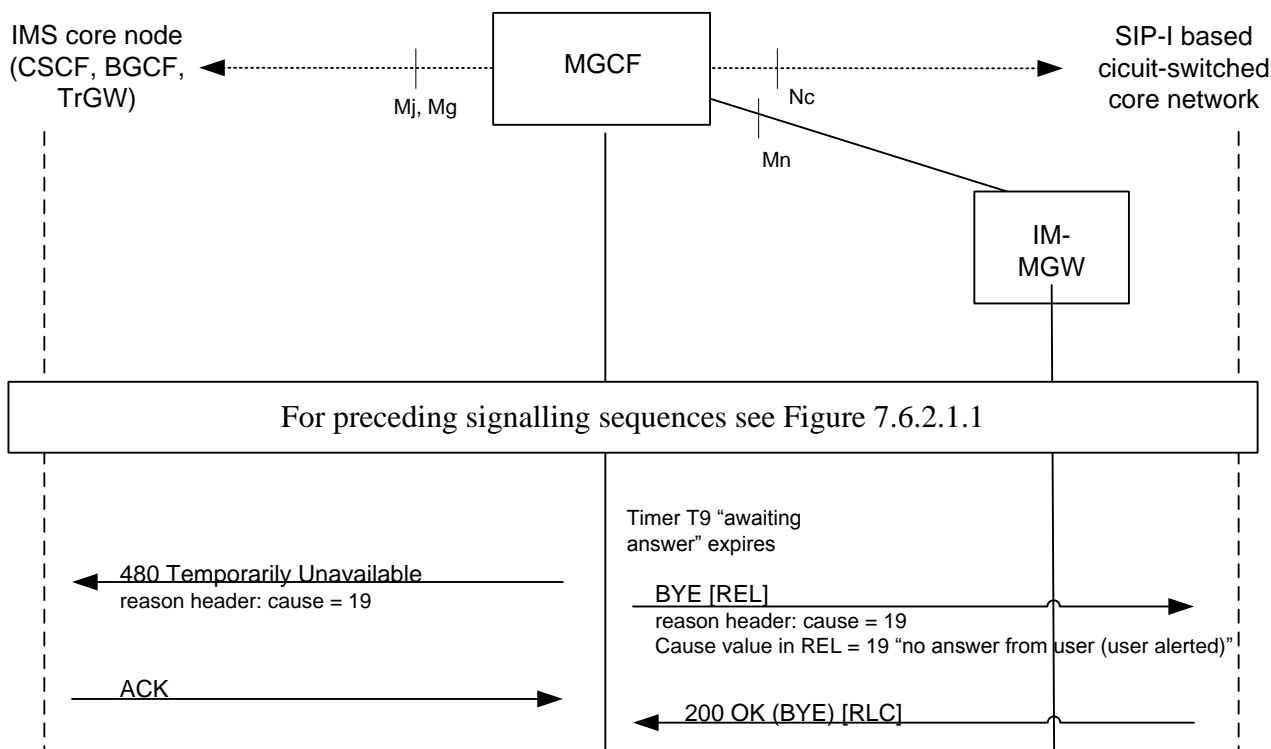 IMS core node
(CSCF, BGCF,
TrGW)
MGCF
SIP-I based
cicuit-switched
core network
Mj, Mg
Nc
Mn
IM-
MGW
For preceding signalling sequences see Figure 7.6.2.1.1
Timer T9 “awaiting
answer” expires
480 Temporarily Unavailable
reason header: cause = 19
BYE [REL]
reason header: cause = 19
Cause value in REL = 19 “no answer from user (user alerted)”
ACK
200 OK (BYE) [RLC]